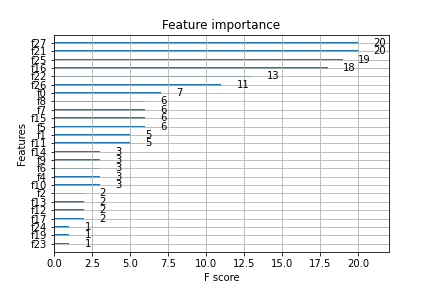 Feature importance
f27 20
f21 20
f25 19
f16 18
f22 13
f26 11
f0 7
f8 6
f7 6
f15 6
f5 6
f1 5
f11 5
f14 3
f9 3
f6 3
f4 3
f10 3
f2 2
f13 2
f12 2
f17 2
f24 1
f19 1
f23 1
Features
0.0 2.5 5.0 7.5 10.0 12.5 15.0 17.5 20.0
F score